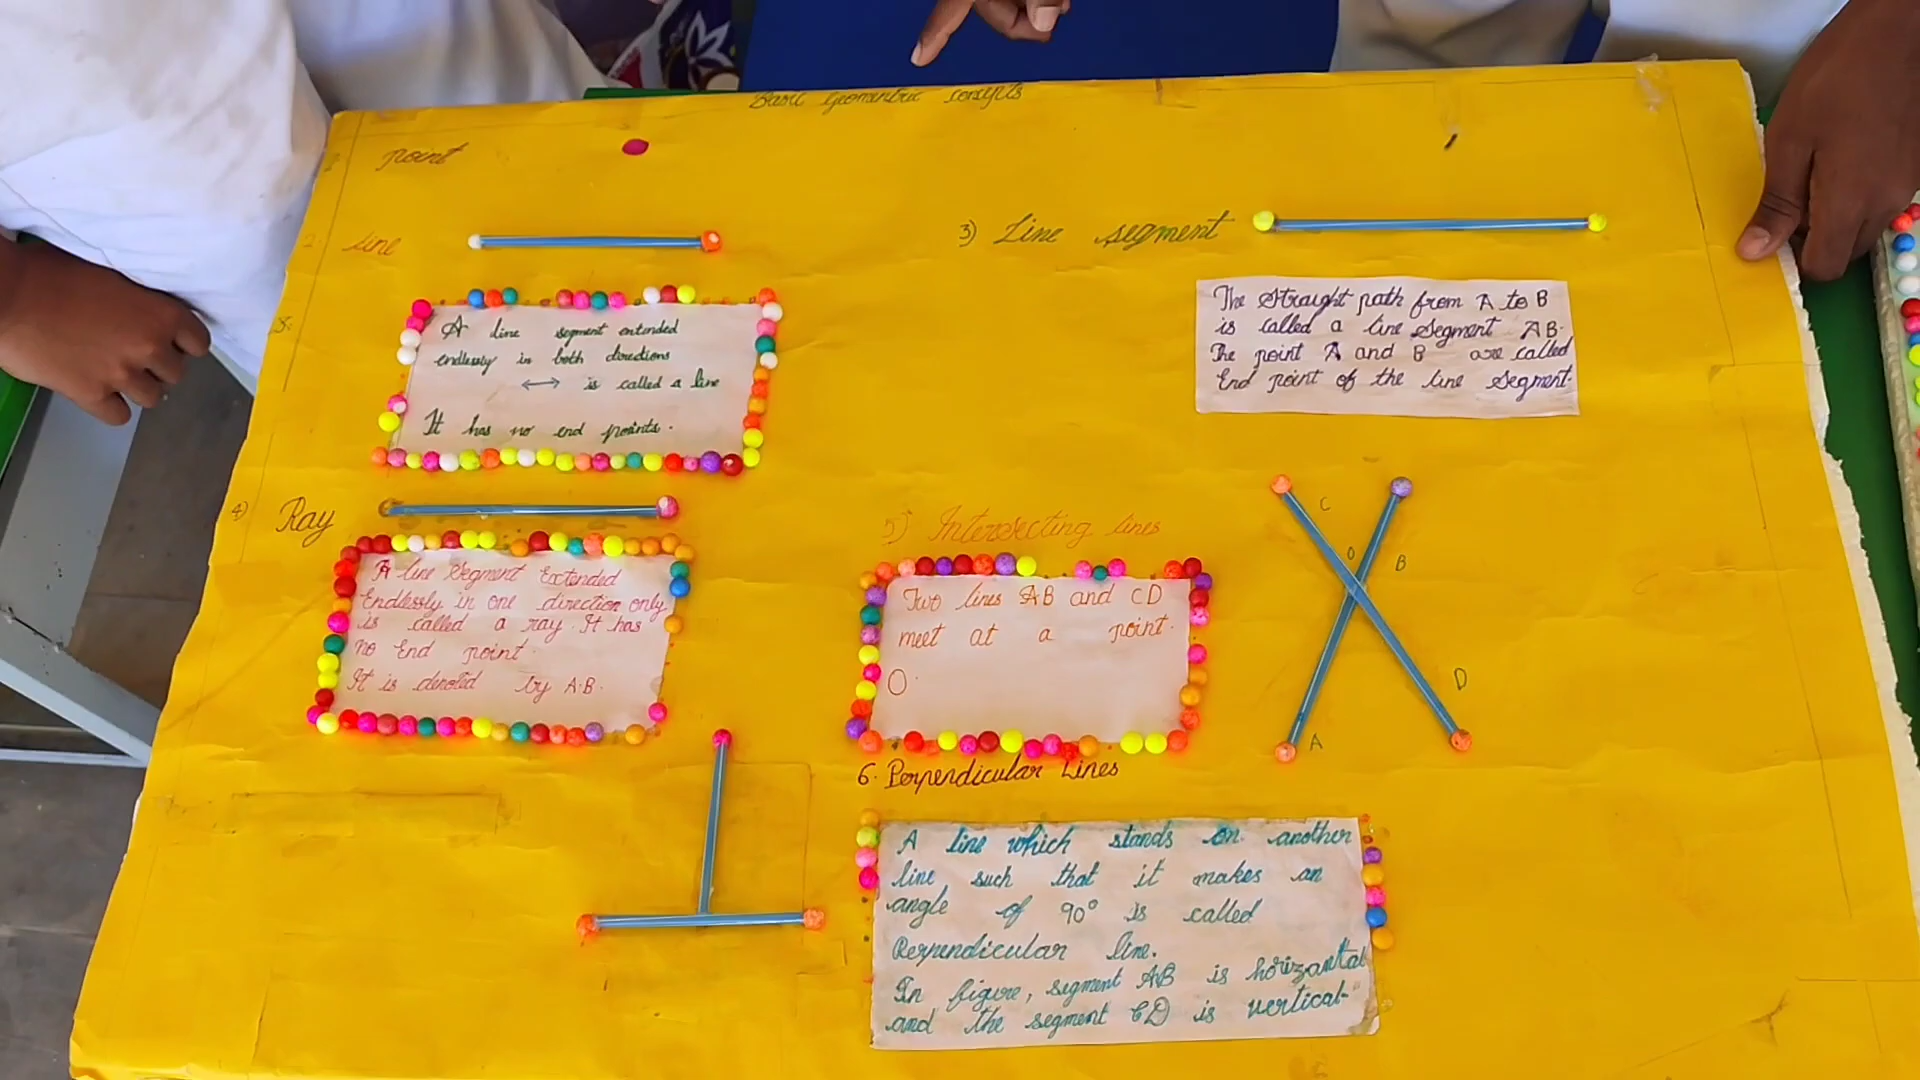 Basic Geomentric concepts
1. point
2. line
3) Line segment
A line segment entended
endlessly in both directions
⟷ is called a line
It has no end points.
The Straight path from A to B
is called a line Segment AB.
The point A and B are called
End point of the line Segment.
4) Ray
A line Segment Extended
Endlessly in one direction only
is called a ray. It has
no End point.
It is denoted by A.B.
5) Intersecting lines
Two lines AB and CD
meet at a point.
O.
C
O
B
D
A
6. Perpendicular Lines
A line which stands on another
line such that it makes an
angle of 90° is called
Perpendicular line.
In figure, segment AB is horizantal
and the segment CD is vertical-